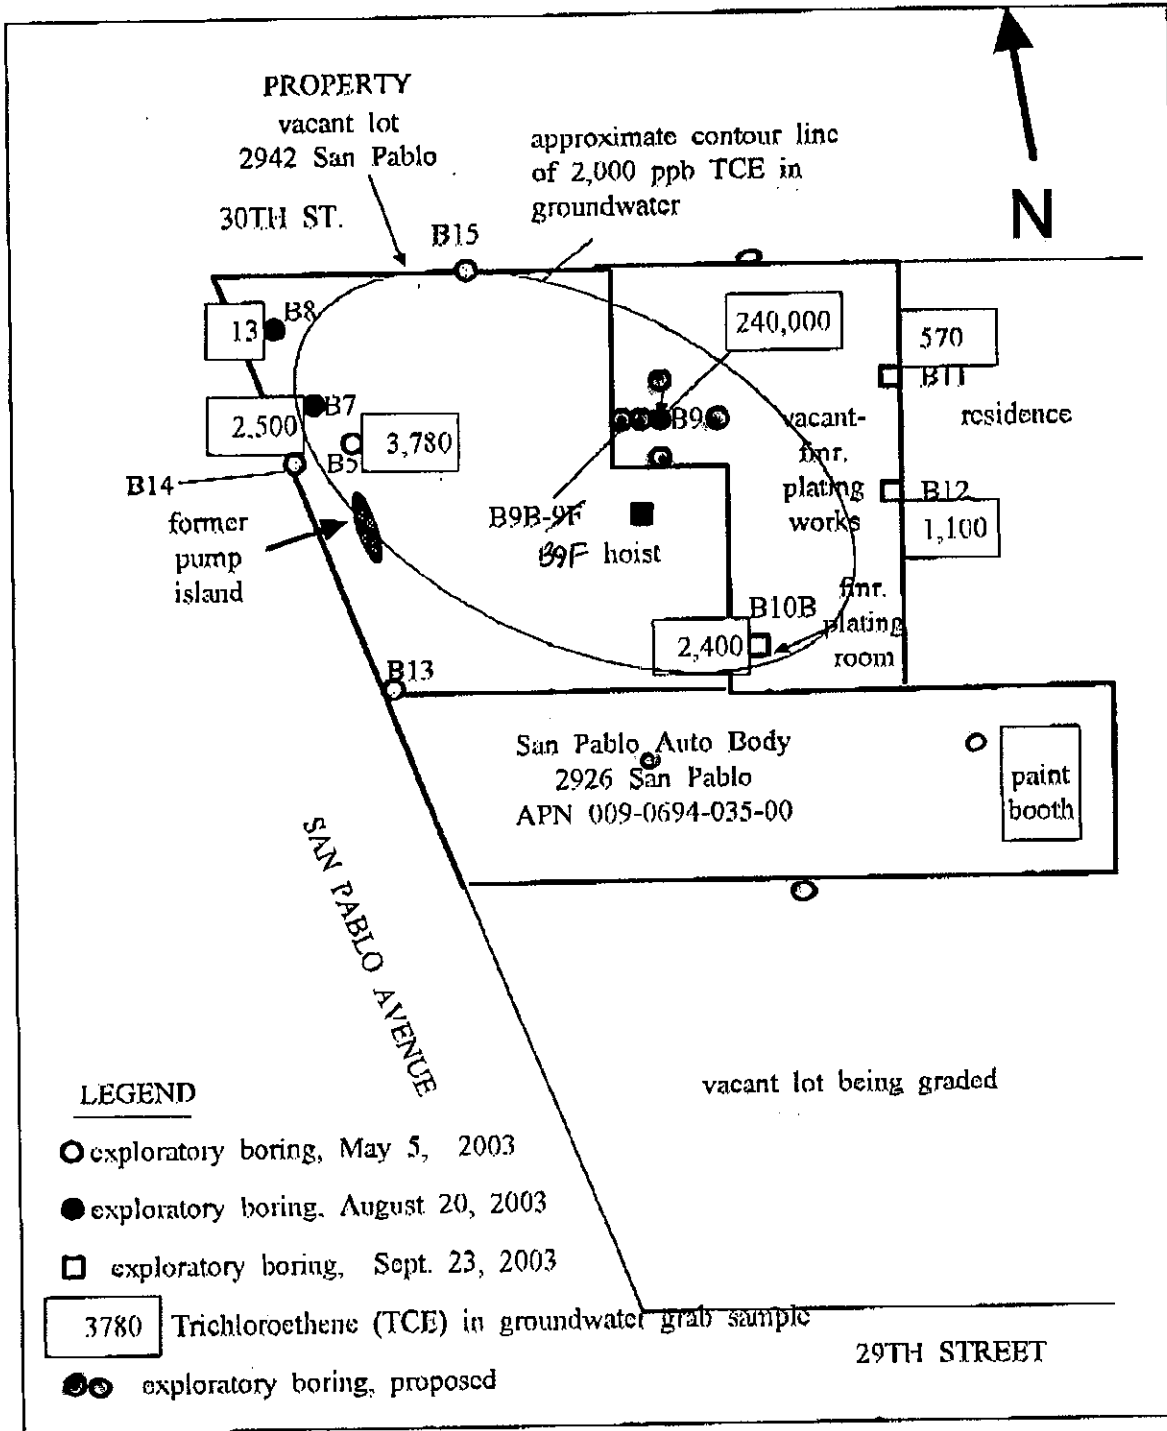 PROPERTY
vacant lot
2942 San Pablo
approximate contour line
of 2,000 ppb TCE in
groundwater
N
30TH ST.
B15
B8
13
240,000
570
B11
residence
B7
2,500
B5
3,780
B9
vacant-
fmr.
plating
works
B14
B12
1,100
former
pump
island
B9B-9F
B9F hoist
B10B
2,400
fmr.
plating
room
B13
San Pablo Auto Body
2926 San Pablo
APN 009-0694-035-00
paint
booth
SAN PABLO AVENUE
vacant lot being graded
LEGEND
exploratory boring, May 5, 2003
exploratory boring, August 20, 2003
exploratory boring, Sept. 23, 2003
3780 Trichloroethene (TCE) in groundwater grab sample
exploratory boring, proposed
29TH STREET